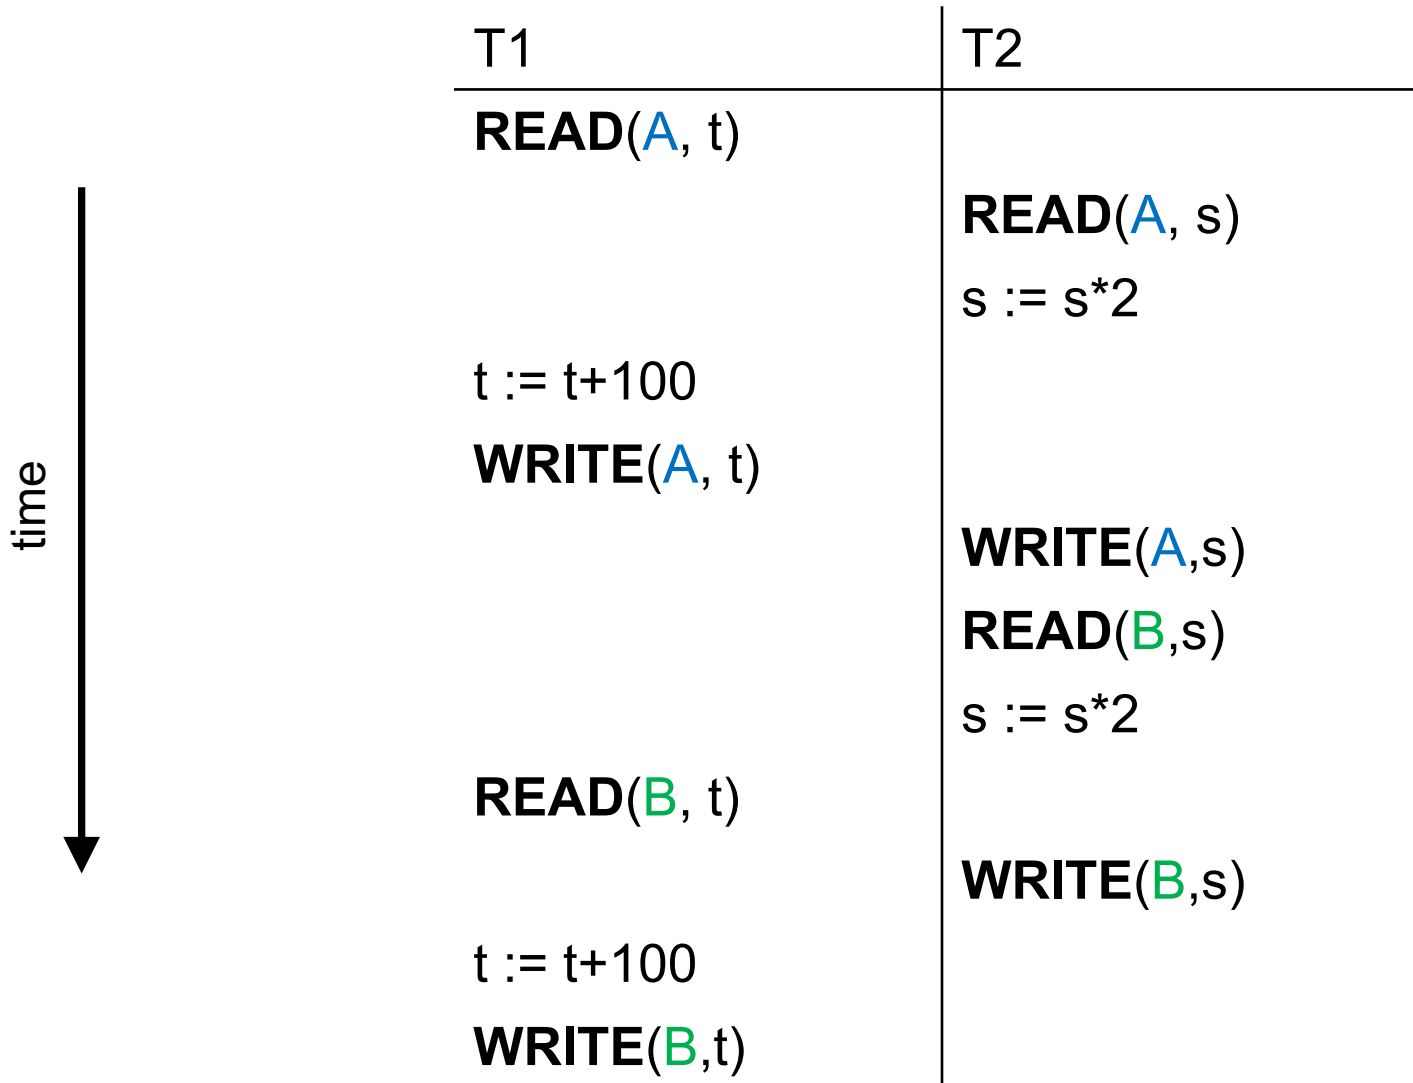 T1 T2
READ(A, t)
READ(A, s)
s := s*2
t := t+100
WRITE(A, t)
time
WRITE(A,s)
READ(B,s)
s := s*2
READ(B, t)
WRITE(B,s)
t := t+100
WRITE(B,t)